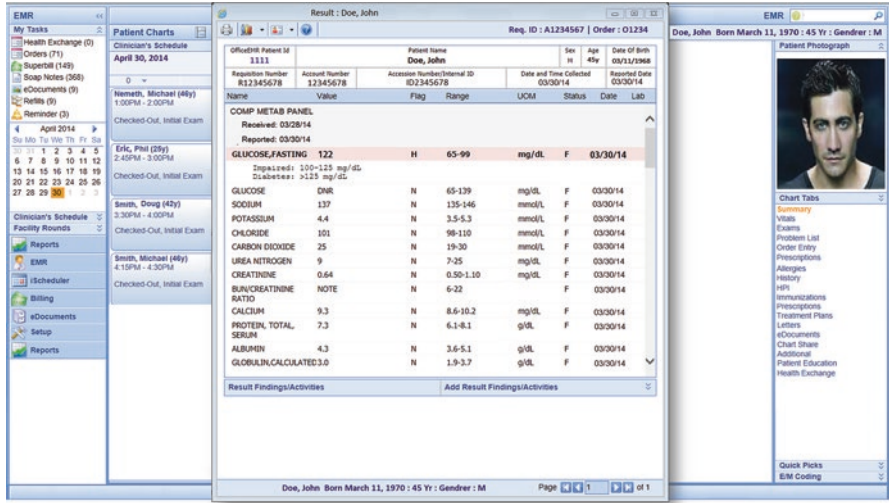 EMR
My Tasks
Health Exchange (0)
Orders (71)
Superbill (149)
Soap Notes (368)
eDocuments (9)
Refills (9)
Reminder (3)
April 2014
Su Mo Tu We Th Fr Sa
30 31 1 2 3 4 5
6 7 8 9 10 11 12
13 14 15 16 17 18 19
20 21 22 23 24 25 26
27 28 29 30 1 2 3
Clinician's Schedule
Facility Rounds
Reports
EMR
iScheduler
Billing
eDocuments
Setup
Reports
Patient Charts
Clinician's Schedule
April 30, 2014
0
Nemeth, Michael (46y)
1:00PM - 2:00PM
Checked-Out, Initial Exam
Eric, Phil (25y)
2:45PM - 3:00PM
Checked-Out, Initial Exam
Smith, Doug (42y)
3:30PM - 4:00PM
Checked-Out, Initial Exam
Smith, Michael (46y)
4:15PM - 4:30PM
Checked-Out, Initial Exam
Result : Doe, John
Req. ID : A1234567 | Order : O1234
OfficeEMR Patient Id Patient Name Sex Age Date Of Birth
1111 Doe, John M 45y 03/11/1968
Requisition Number Account Number Accession Number/Internal ID Date and Time Collected Reported Date
R12345678 12345678 ID2345678 03/30/14 03/30/14
Name Value Flag Range UOM Status Date Lab
COMP METAB PANEL
Received: 03/28/14
Reported: 03/30/14
GLUCOSE,FASTING 122 H 65-99 mg/dL F 03/30/14
Impaired: 100-125 mg/dL
Diabetes: >125 mg/dL
GLUCOSE DNR N 65-139 mg/dL F 03/30/14
SODIUM 137 N 135-146 mmol/L F 03/30/14
POTASSIUM 4.4 N 3.5-5.3 mmol/L F 03/30/14
CHLORIDE 101 N 98-110 mmol/L F 03/30/14
CARBON DIOXIDE 25 N 19-30 mmol/L F 03/30/14
UREA NITROGEN 9 N 7-25 mg/dL F 03/30/14
CREATININE 0.64 N 0.50-1.10 mg/dL F 03/30/14
BUN/CREATININE NOTE N 6-22 F 03/30/14
RATIO
CALCIUM 9.3 N 8.6-10.2 mg/dL F 03/30/14
PROTEIN, TOTAL, 7.3 N 6.1-8.1 g/dL F 03/30/14
SERUM
ALBUMIN 4.3 N 3.6-5.1 g/dL F 03/30/14
GLOBULIN,CALCULATED 3.0 N 1.9-3.7 g/dL F 03/30/14
Result Findings/Activities Add Result Findings/Activities
Doe, John Born March 11, 1970 : 45 Yr : Gendrer : M Page 1 of 1
EMR
Doe, John Born March 11, 1970 : 45 Yr : Gendrer : M
Patient Photograph
Chart Tabs
Summary
Vitals
Exams
Problem List
Order Entry
Prescriptions
Allergies
History
HPI
Immunizations
Prescriptions
Treatment Plans
Letters
eDocuments
Chart Share
Additional
Patient Education
Health Exchange
Quick Picks
E/M Coding